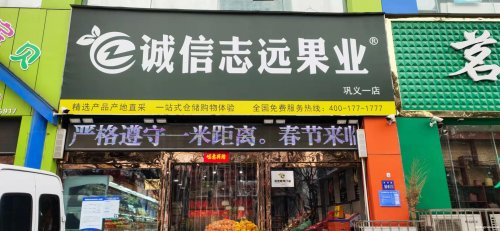 诚信志远果业®
巩义一店
精选产品产地直采 一站式仓储购物体验 全国免费服务热线:400-177-1777
严格遵守一米距离。春节来临
茗